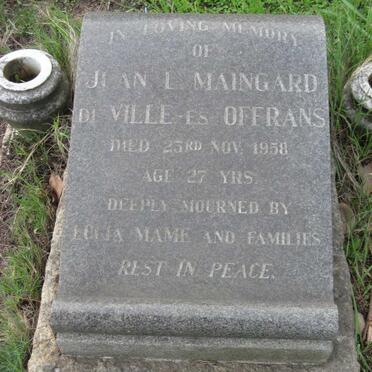 IN LOVING MEMORY
OF
JEAN L. MAINGARD
DE VILLE-ES OFFRANS
DIED 23RD NOV. 1958
AGE 27 YRS.
DEEPLY MOURNED BY
LUCIA MAME AND FAMILIES
REST IN PEACE.